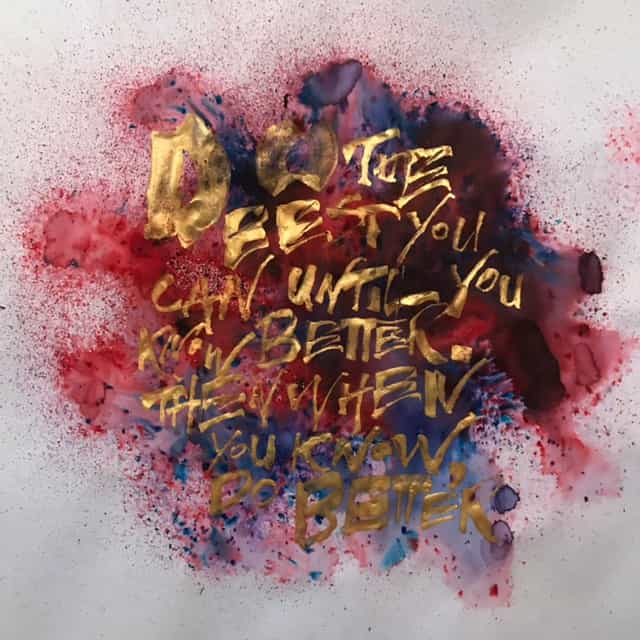 DO THE
BEST YOU
CAN UNTIL YOU
KNOW BETTER.
THEN WHEN
YOU KNOW,
DO BETTER